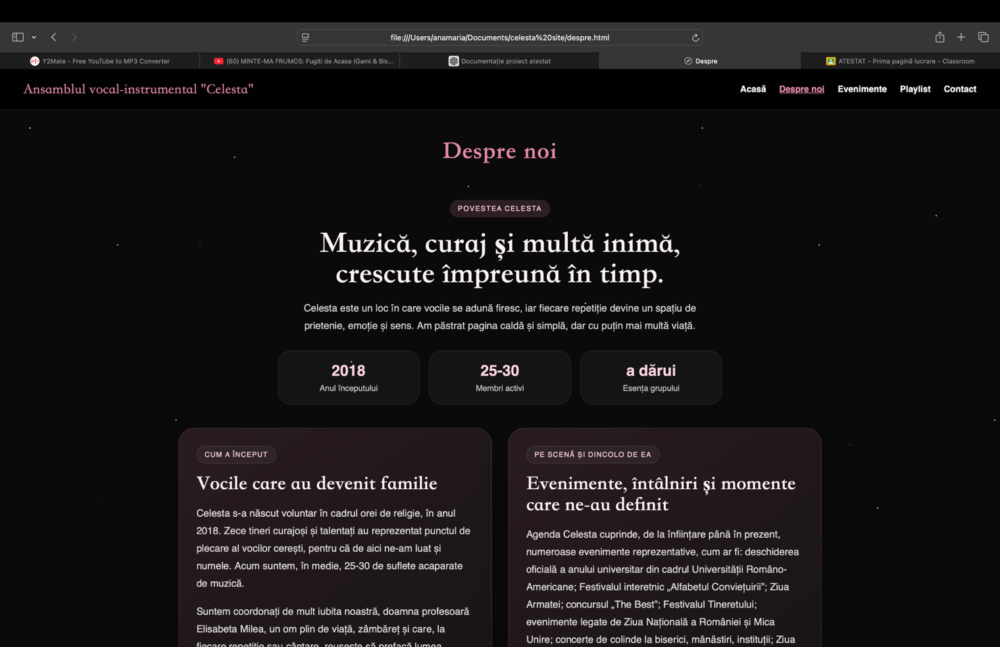 file:///Users/anamaria/Documents/celesta%20site/despre.html
Y2Mate - Free YouTube to MP3 Converter
(60) MINTE-MA FRUMOS: Fugiti de Acasa (Gami & Bis...
Documentație proiect atestat
Despre
ATESTAT - Prima pagină lucrare - Classroom
Ansamblul vocal-instrumental "Celesta"
Acasă
Despre noi
Evenimente
Playlist
Contact
Despre noi
POVESTEA CELESTA
Muzică, curaj și multă inimă,
crescute împreună în timp.
Celesta este un loc în care vocile se adună firesc, iar fiecare repetiție devine un spațiu de
prietenie, emoție și sens. Am păstrat pagina caldă și simplă, dar cu puțin mai multă viață.
2018
Anul începutului
25-30
Membri activi
a dărui
Esența grupului
CUM A ÎNCEPUT
Vocile care au devenit familie
Celesta s-a născut voluntar în cadrul orei de religie, în anul
2018. Zece tineri curajoși și talentați au reprezentat punctul de
plecare al vocilor cerești, pentru că de aici ne-am luat și
numele. Acum suntem, în medie, 25-30 de suflete acaparate
de muzică.
Suntem coordonați de mult iubita noastră, doamna profesoară
Elisabeta Milea, un om plin de viață, zâmbăreț și care, la
fiecare repetiție sau cântare, reușește să prefacă lumea
PE SCENĂ ȘI DINCOLO DE EA
Evenimente, întâlniri și momente
care ne-au definit
Agenda Celesta cuprinde, de la înființare până în prezent,
numeroase evenimente reprezentative, cum ar fi: deschiderea
oficială a anului universitar din cadrul Universității Româno-
Americane; Festivalul interetnic „Alfabetul Conviețuirii”; Ziua
Armatei; concursul „The Best”; Festivalul Tineretului;
evenimente legate de Ziua Națională a României și Mica
Unire; concerte de colinde la biserici, mănăstiri, instituții; Ziua